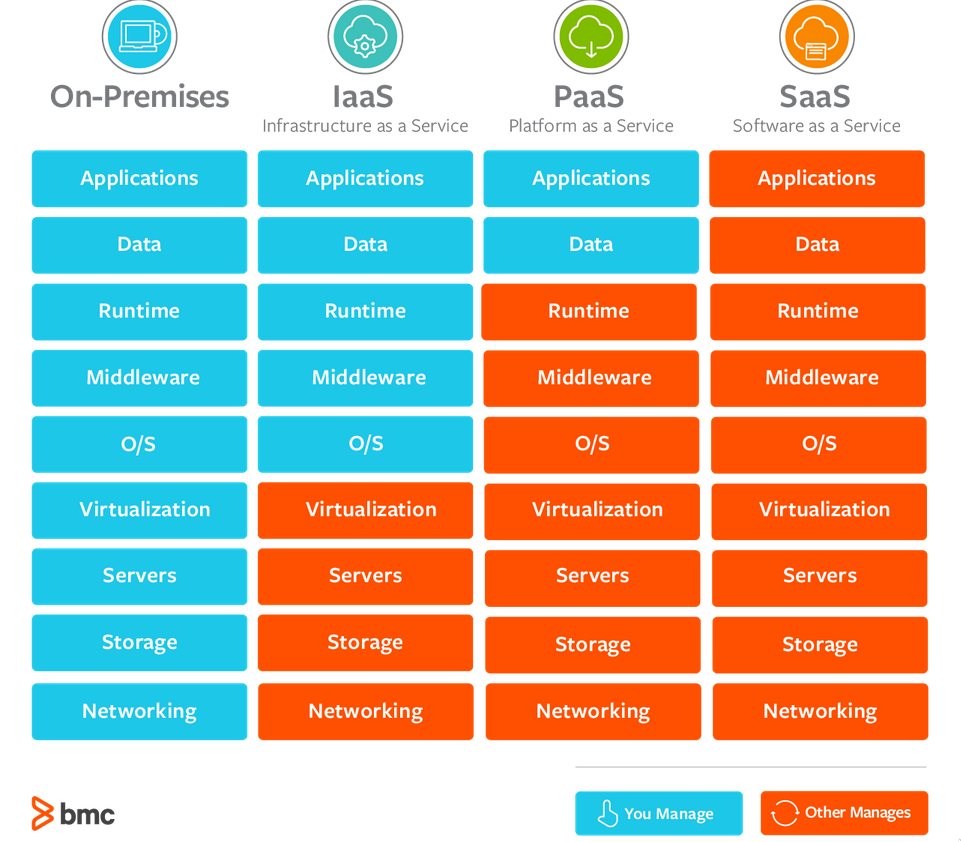 On-Premises IaaS PaaS SaaS
Infrastructure as a Service Platform as a Service Software as a Service
Applications Applications Applications Applications
Data Data Data Data
Runtime Runtime Runtime Runtime
Middleware Middleware Middleware Middleware
O/S O/S O/S O/S
Virtualization Virtualization Virtualization Virtualization
Servers Servers Servers Servers
Storage Storage Storage Storage
Networking Networking Networking Networking
bmc You Manage Other Manages